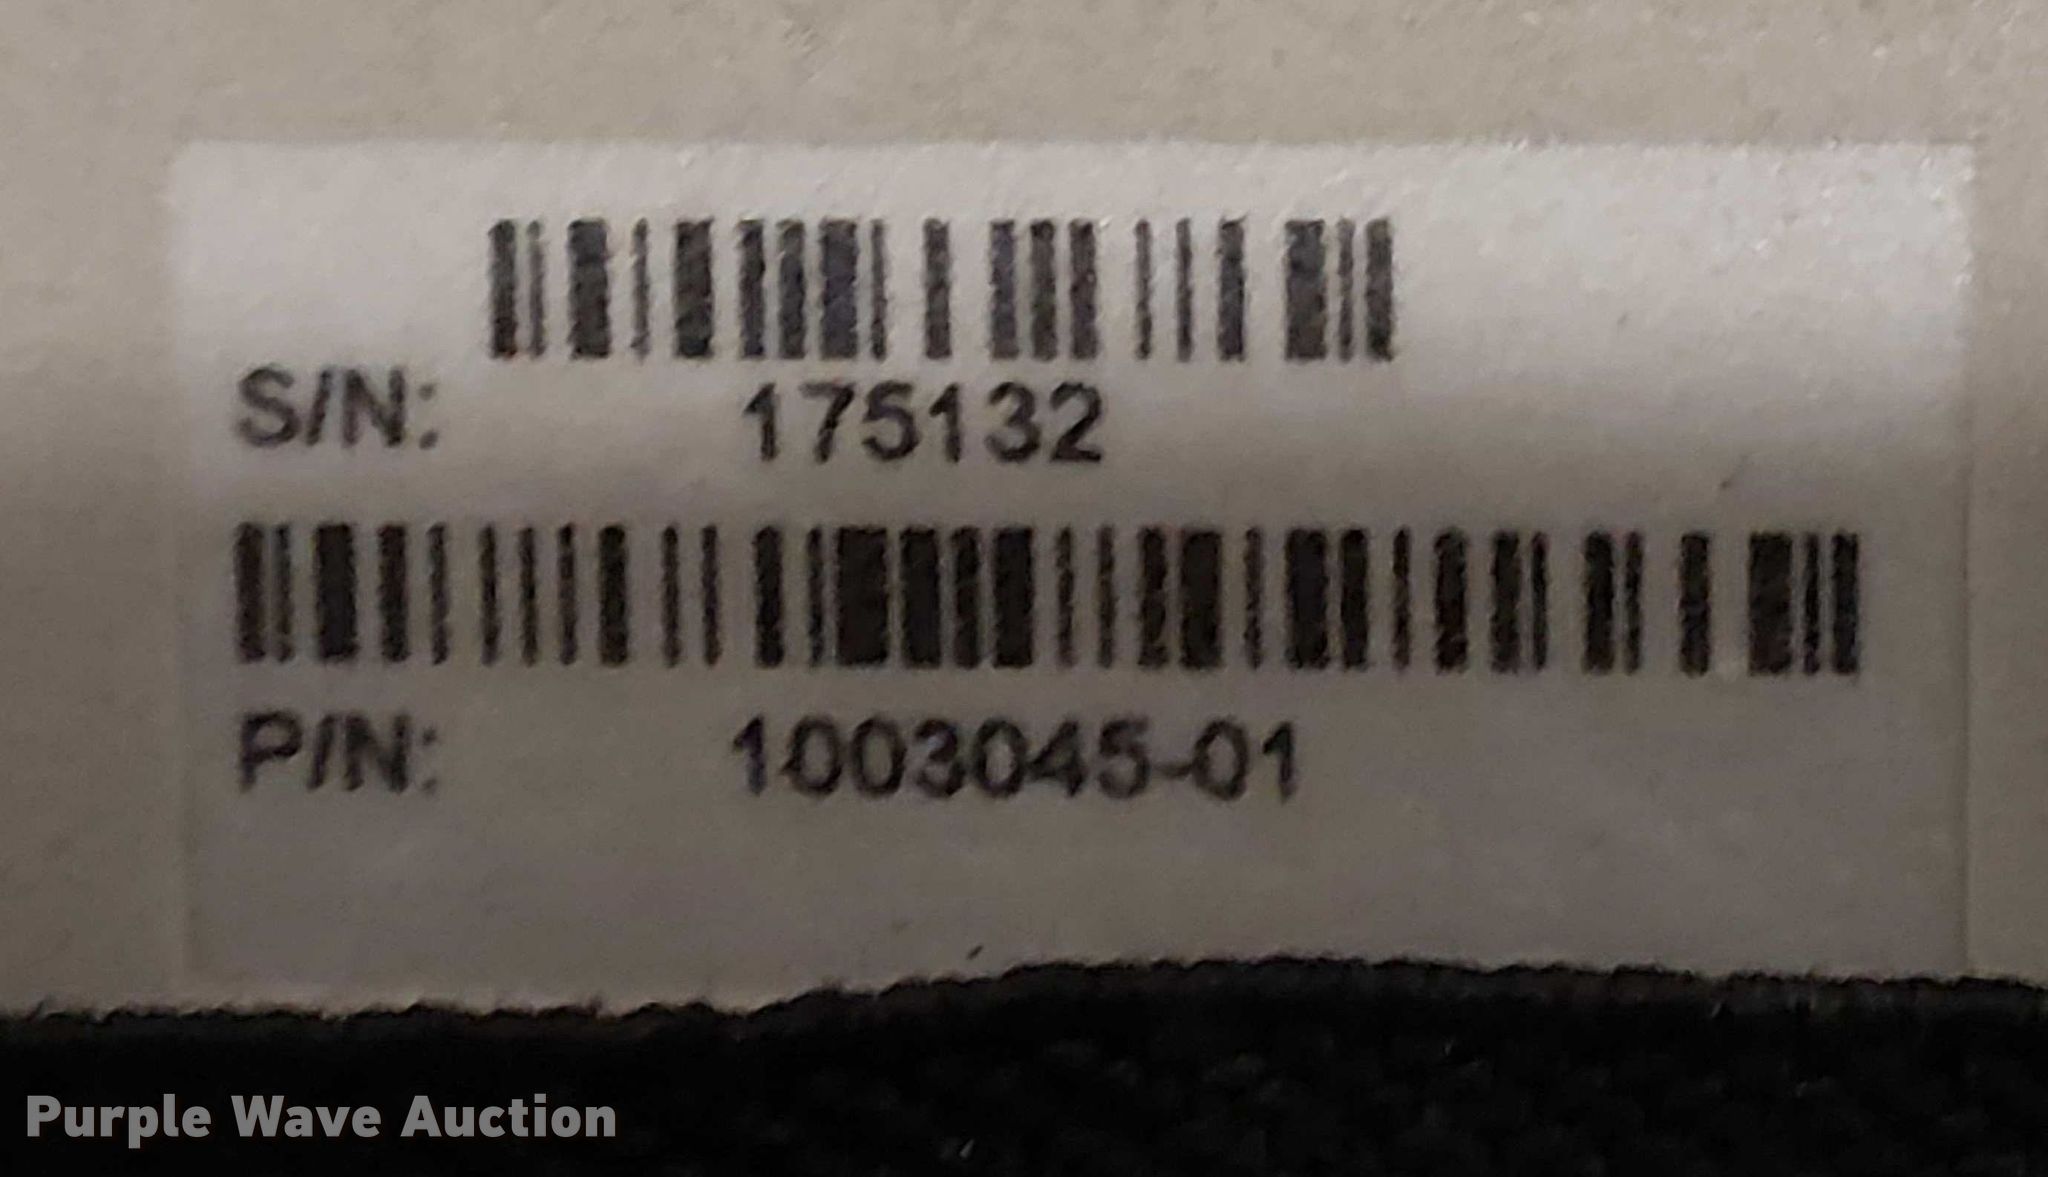 S/N: 175132
P/N: 1003045-01
Purple Wave Auction